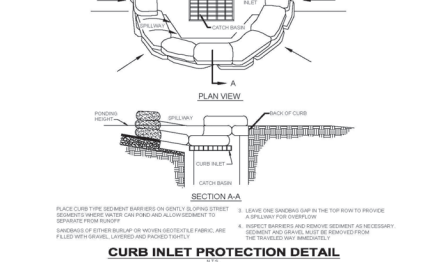 INLET
SPILLWAY
CATCH BASIN
A
PLAN VIEW
PONDING
HEIGHT
SPILLWAY
BACK OF CURB
CURB INLET
CATCH BASIN
SECTION A-A
PLACE CURB TYPE SEDIMENT BARRIERS ON GENTLY SLOPING STREET
SEGMENTS WHERE WATER CAN POND AND ALLOW SEDIMENT TO
SEPARATE FROM RUNOFF
SANDBAGS OF EITHER BURLAP OR WOVEN GEOTEXTILE FABRIC, ARE
FILLED WITH GRAVEL, LAYERED AND PACKED TIGHTLY
3. LEAVE ONE SANDBAG GAP IN THE TOP ROW TO PROVIDE
A SPILLWAY FOR OVERFLOW
4. INSPECT BARRIERS AND REMOVE SEDIMENT AS NECESSARY.
SEDIMENT AND GRAVEL MUST BE REMOVED FROM
THE TRAVELED WAY IMMEDIATELY
CURB INLET PROTECTION DETAIL
NTS